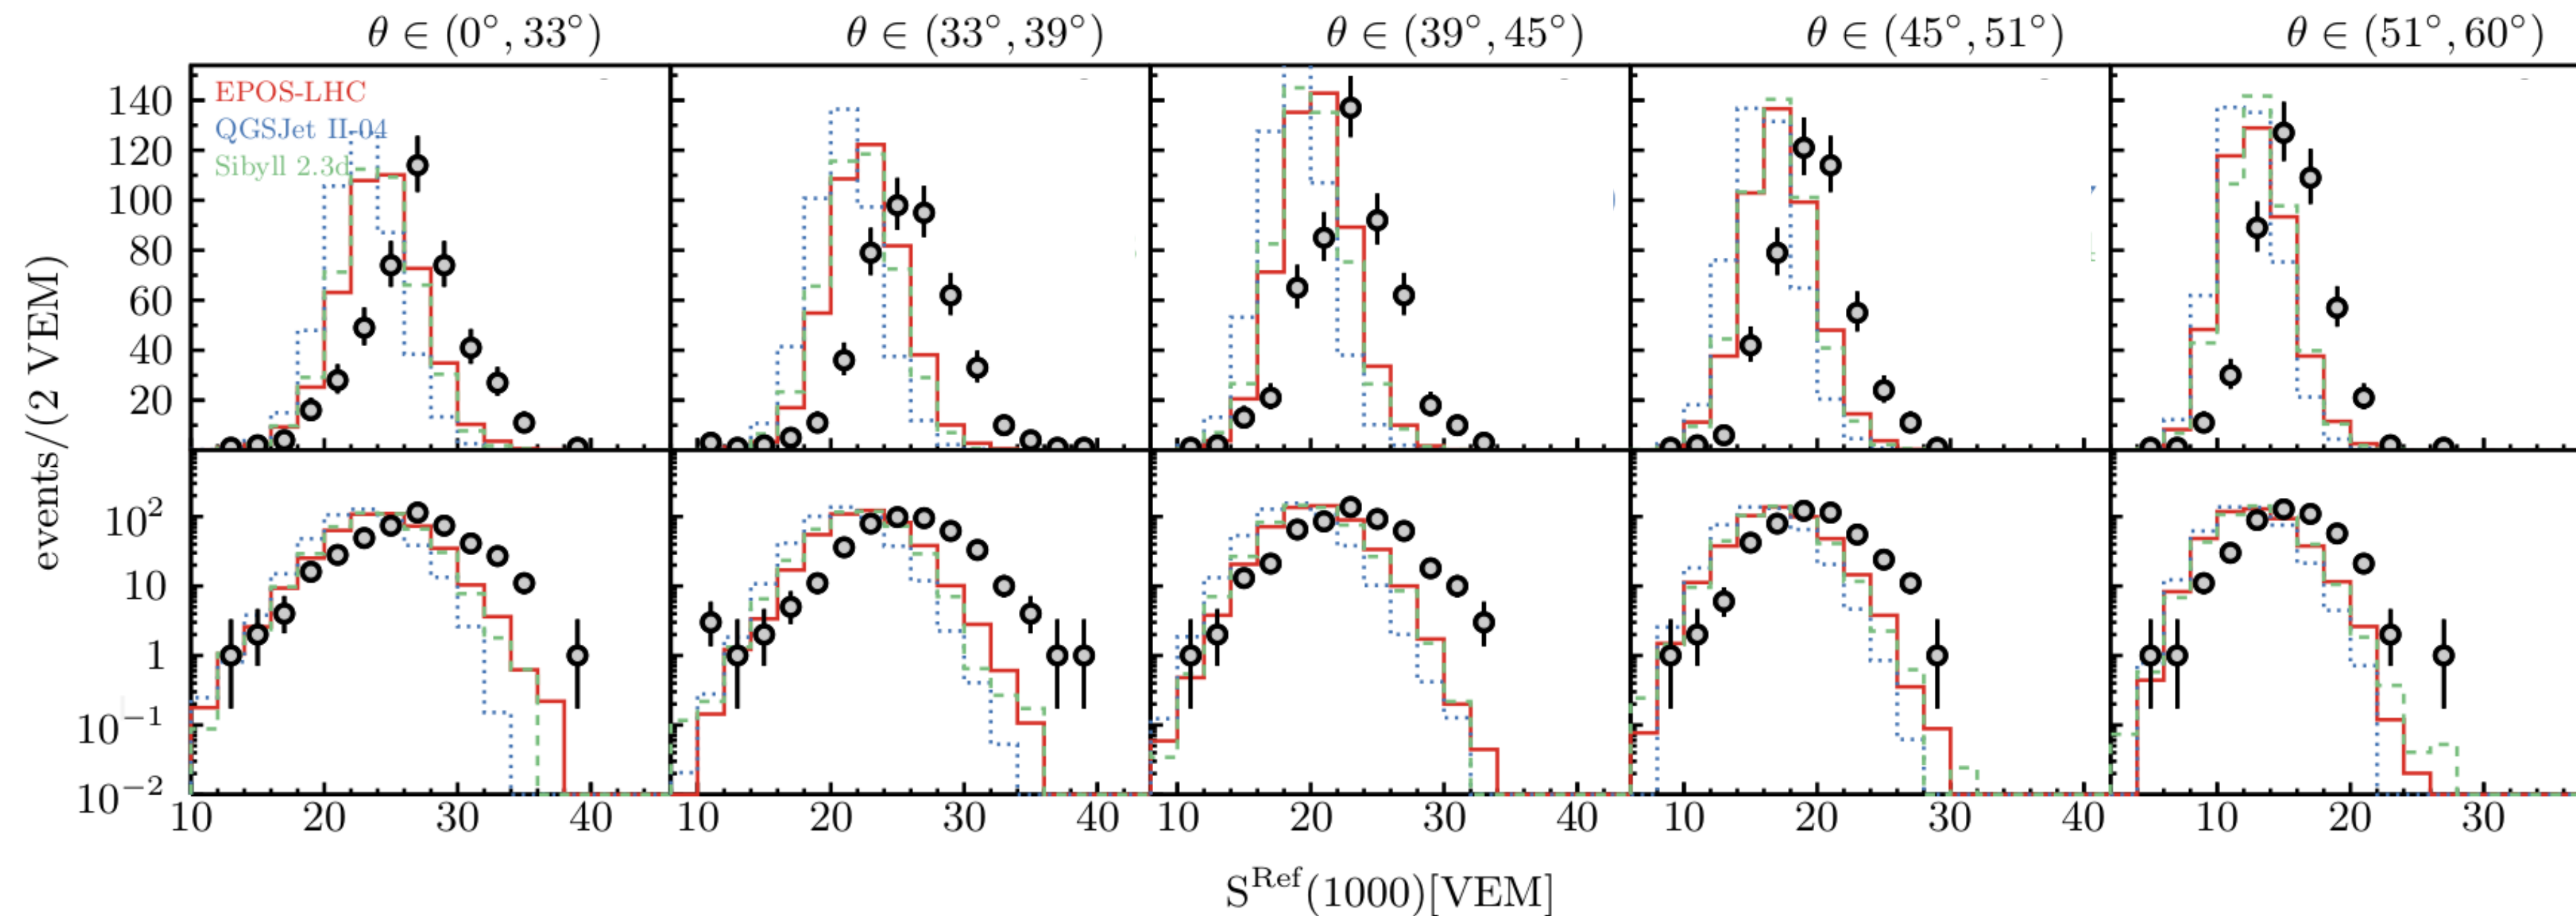 θ ∈ (0°, 33°) θ ∈ (33°, 39°) θ ∈ (39°, 45°) θ ∈ (45°, 51°) θ ∈ (51°, 60°)
EPOS-LHC
QGSJet II-04
Sibyll 2.3d
140
120
100
80
60
40
20
events/(2 VEM)
10²
10
1
10⁻¹
10⁻²
10 20 30 40 10 20 30 40 10 20 30 40 10 20 30 40 10 20 30
S^Ref(1000)[VEM]